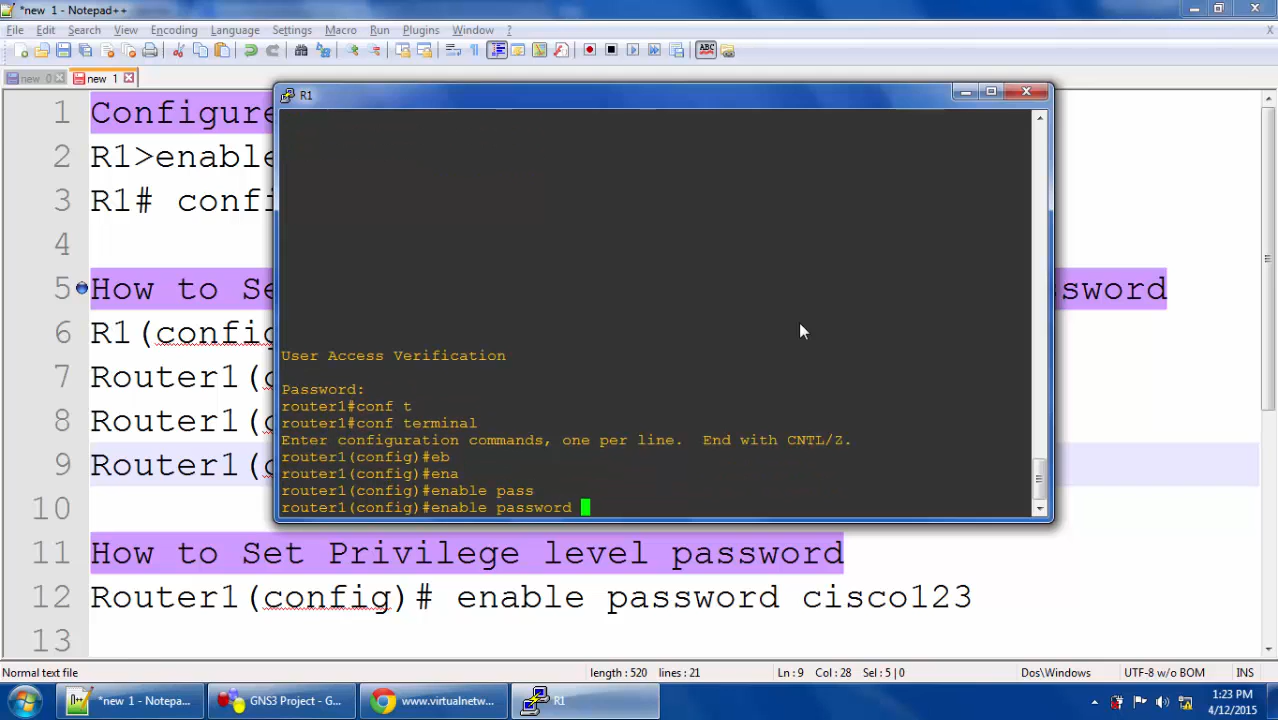 *new 1 - Notepad++
File Edit Search View Encoding Language Settings Macro Run Plugins Window ?
X
new 0 new 1
R1
1 Configure
2 R1>enable
3 R1# confi
4
5 How to Se ssword
6 R1(config
7 Router1(c
8 Router1(c
9 Router1(c
10
11 How to Set Privilege level password
12 Router1(config)# enable password cisco123
13
User Access Verification
Password:
router1#conf t
router1#conf terminal
Enter configuration commands, one per line. End with CNTL/Z.
router1(config)#eb
router1(config)#ena
router1(config)#enable pass
router1(config)#enable password
Normal text file length : 520 lines : 21 Ln : 9 Col : 28 Sel : 5 | 0 Dos\Windows UTF-8 w/o BOM INS
*new 1 - Notepad... GNS3 Project - G... www.virtualnetw... R1 1:23 PM
4/12/2015